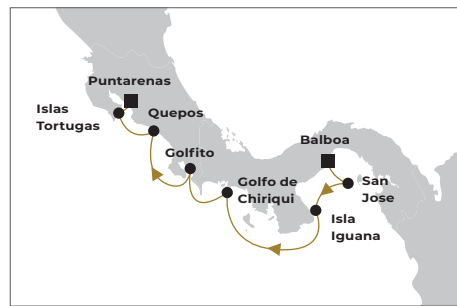 Puntarenas
Islas
Tortugas
Quepos
Golfito
Balboa
Golfo de
Chiriqui
San
Jose
Isla
Iguana